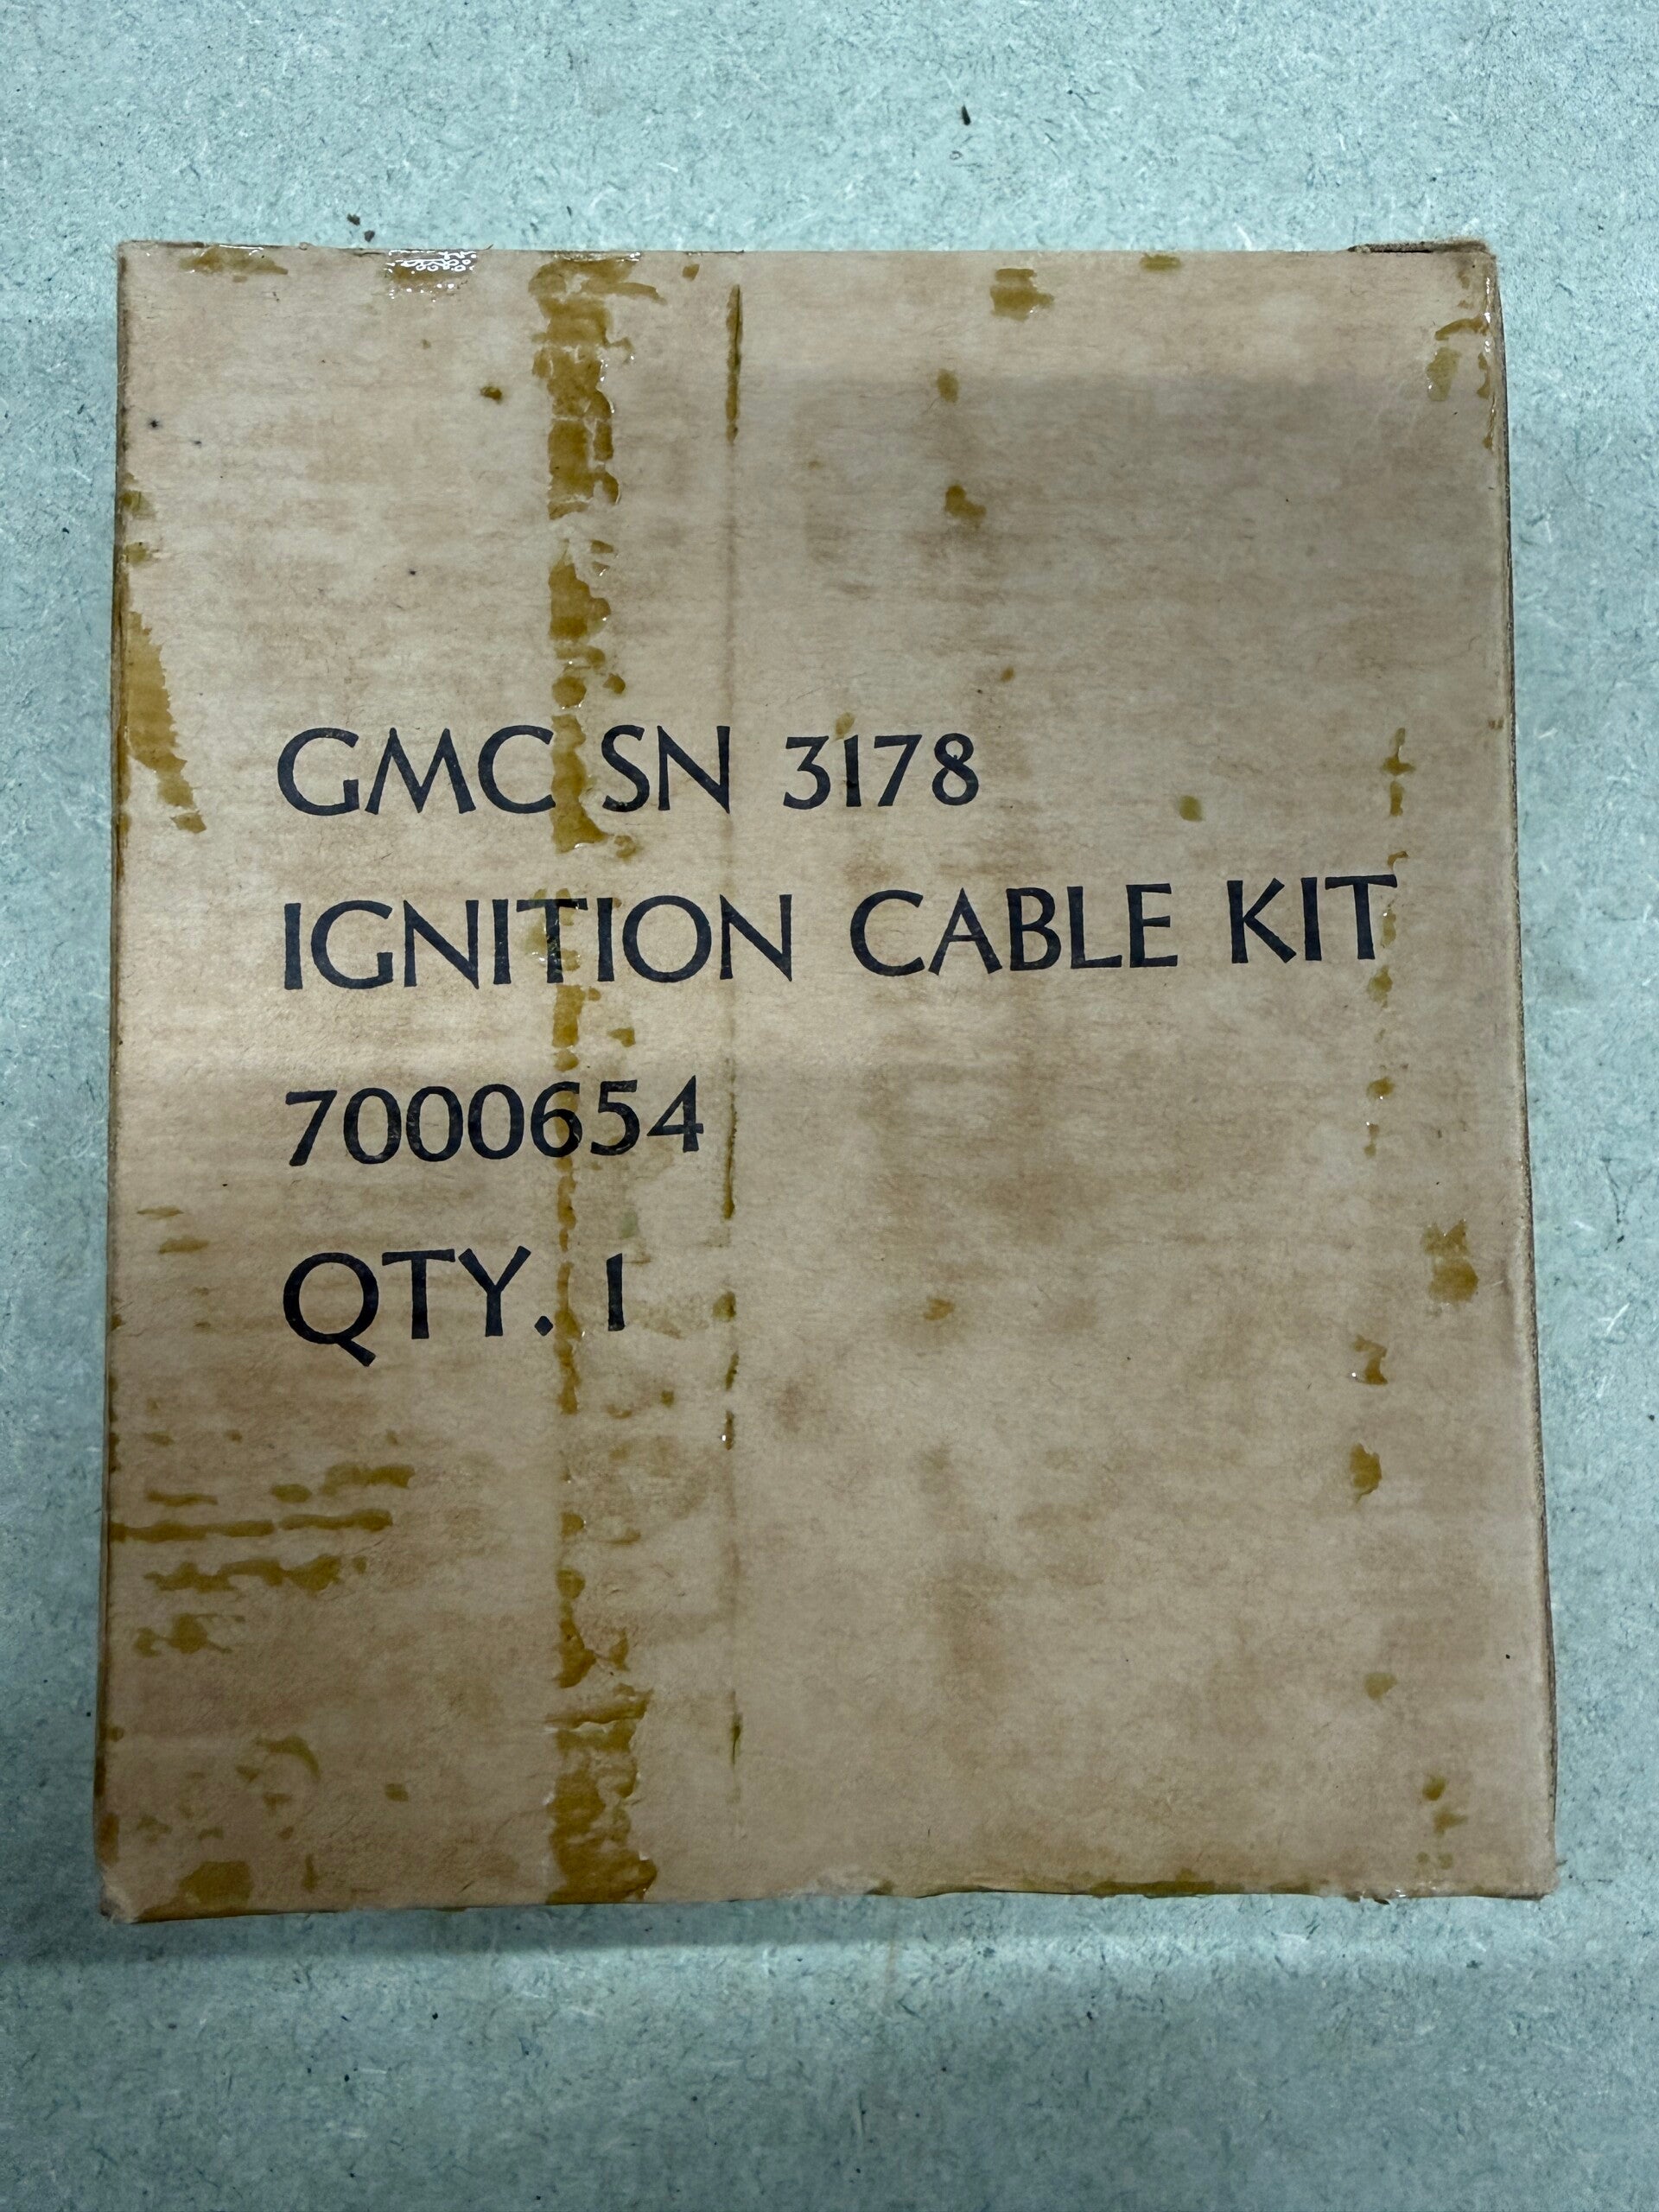 GMC SN 3178
IGNITION CABLE KIT
7000654
QTY. 1